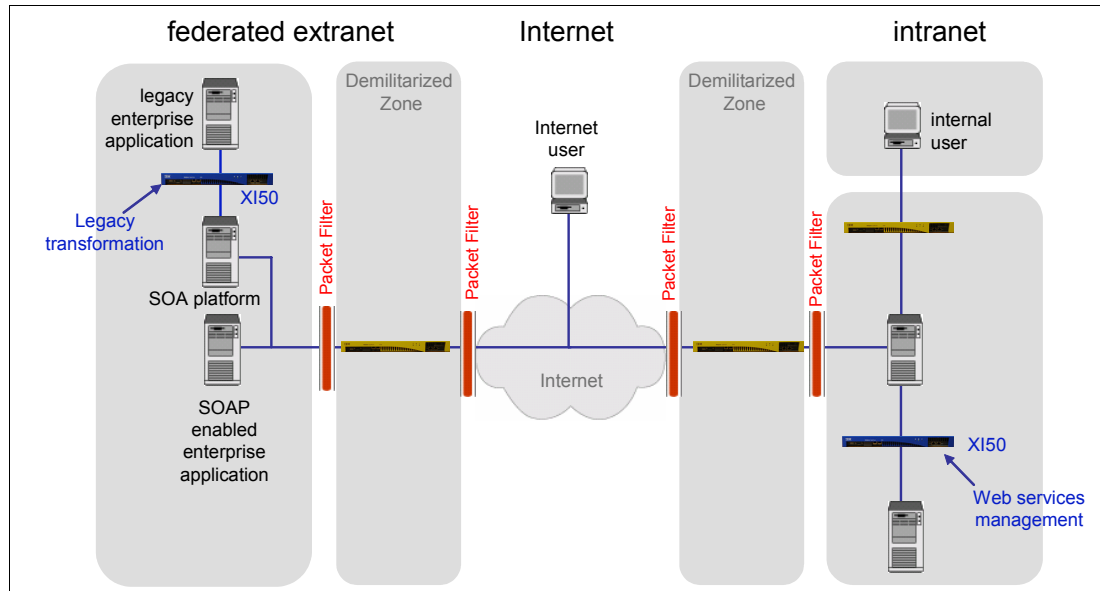 federated extranet
Internet
intranet
Demilitarized
Zone
Demilitarized
Zone
legacy
enterprise
application
XI50
Legacy
transformation
SOA platform
SOAP
enabled
enterprise
application
Packet Filter
Packet Filter
Internet
user
Internet
Packet Filter
Packet Filter
internal
user
XI50
Web services
management